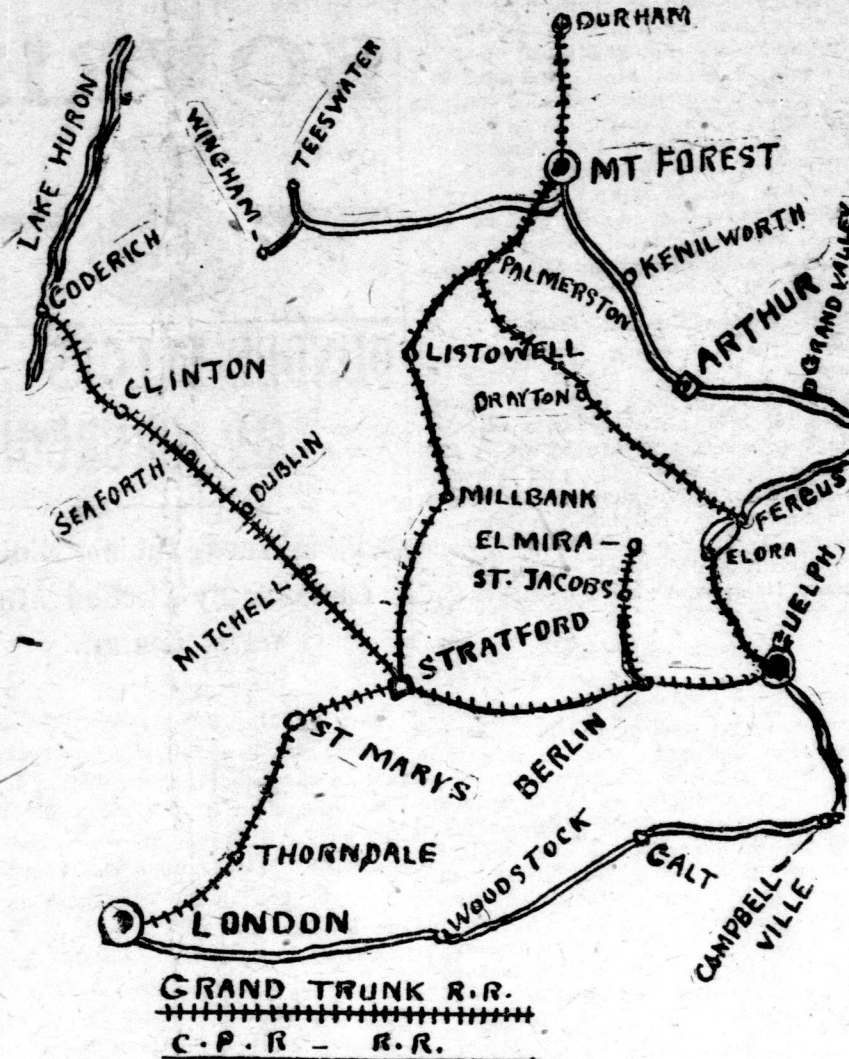 DURHAM
LAKE HURON
WINGHAM
TEESWATER
MT FOREST
KENILWORTH
GRAND VALLEY
CODERICH
PALMERSTON
ARTHUR
LISTOWELL
CLINTON
DRAYTON
SEAFORTH
DUBLIN
MILLBANK
FERGUS
ELMIRA
ELORA
ST. JACOBS
GUELPH
MITCHELL
STRATFORD
ST MARYS
BERLIN
THORNDALE
WOODSTOCK
GALT
CAMPBELL-
VILLE
LONDON
GRAND TRUNK R.R.
C.P.R - R.R.